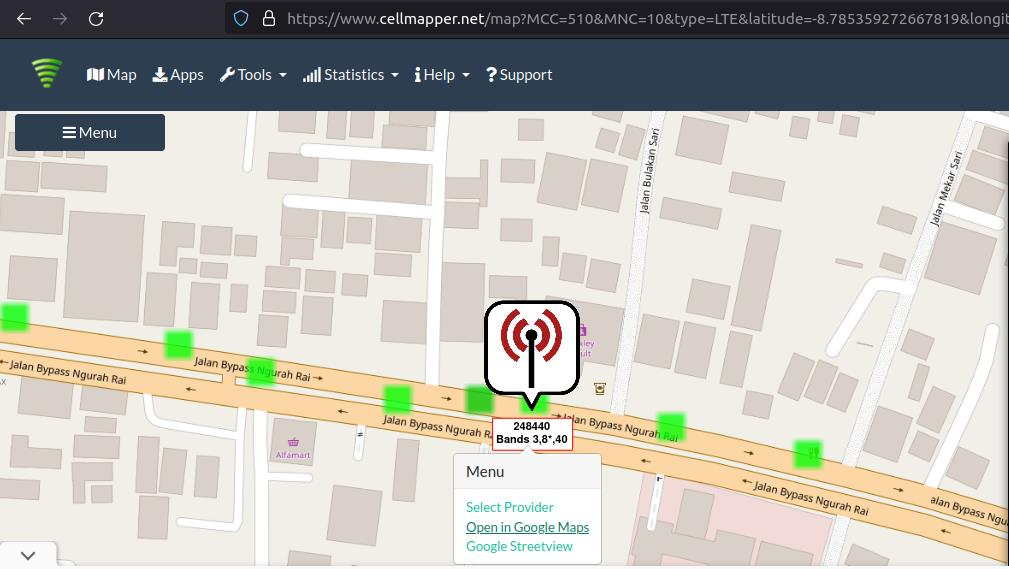 https://www.cellmapper.net/map?MCC=510&MNC=10&type=LTE&latitude=-8.785359272667819&longit
Map Apps Tools Statistics Help Support
Menu
Jalan Bulakan Sari
Jalan Mekar Sari
Jalan Bypass Ngurah Rai
Jalan Bypass Ngurah Rai
Alfamart
Jalan Bypass Ngurah Rai
Jalan Bypass Ngurah Rai
Jalan Bypass Ngurah Rai
alan Bypass Ngu
248440
Bands 3,8*,40
Menu
Select Provider
Open in Google Maps
Google Streetview